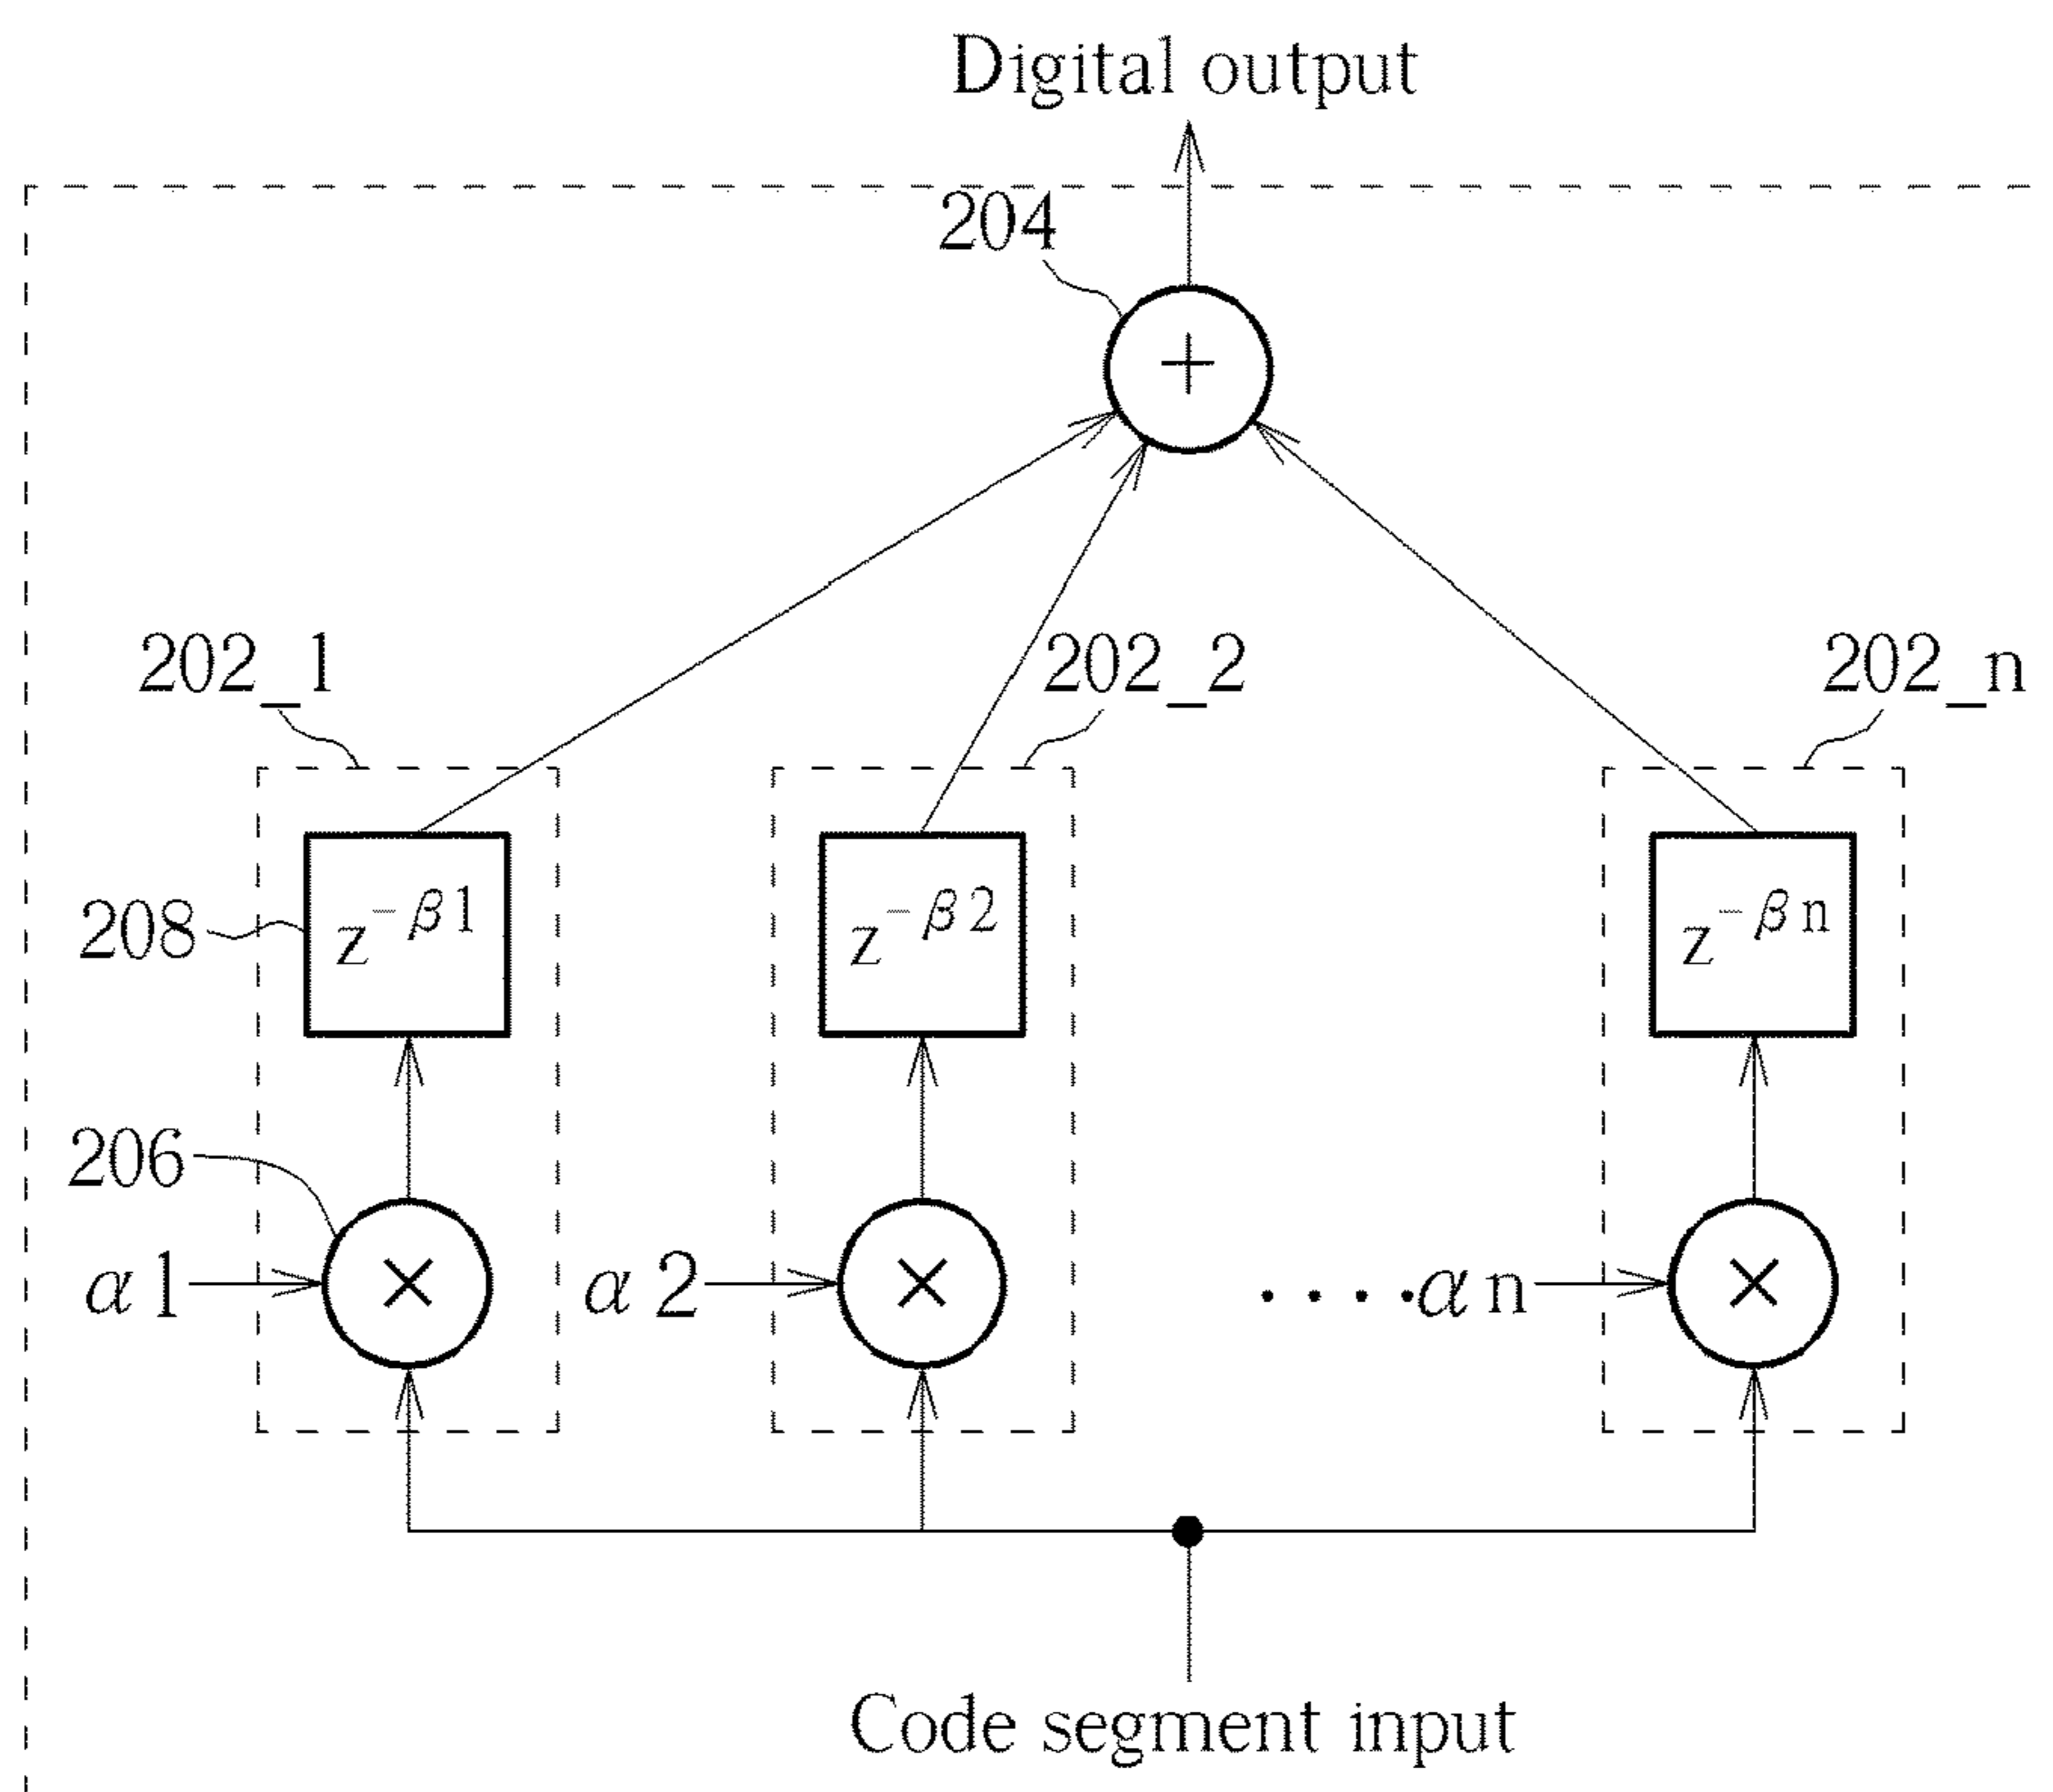 Digital output
204
+
202_1
202_2
202_n
208
z^-β1
z^-β2
z^-βn
206
α1
×
α2
×
....
αn
×
Code segment input